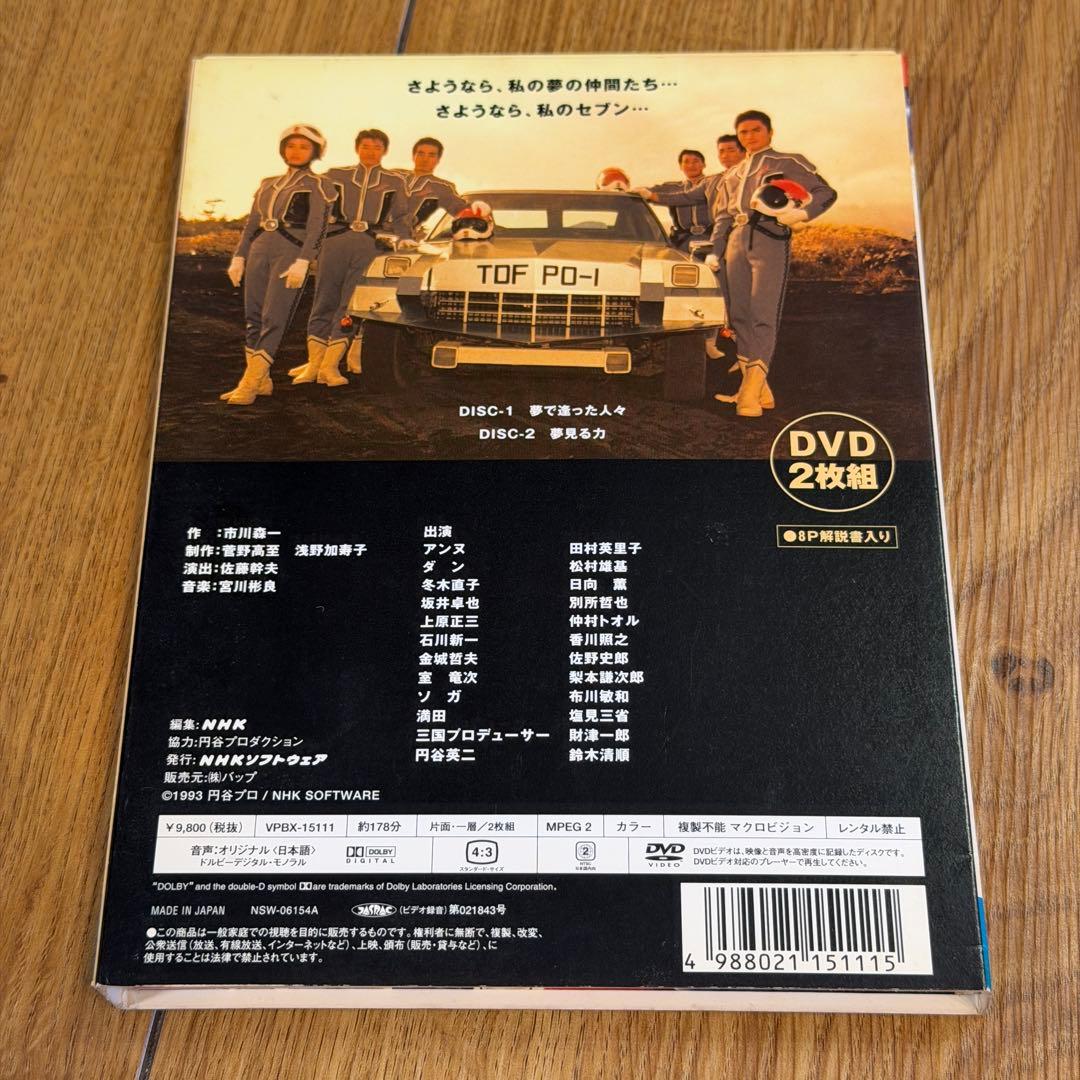 さようなら、私の夢の仲間たち…
さようなら、私のセブン…
TDF PO-1
DISC-1 夢で逢った人々
DISC-2 夢見る力
DVD
2枚組
●8P解説書入り
作 :市川森一
制作:菅野高至 浅野加寿子
演出:佐藤幹夫
音楽:宮川彬良
出演
アンヌ 田村英里子
ダン 松村雄基
冬木直子 日向 薫
坂井卓也 別所哲也
上原正三 仲村トオル
石川新一 香川照之
金城哲夫 佐野史郎
室 竜次 梨本謙次郎
ソガ 布川敏和
満田 塩見三省
三国プロデューサー 財津一郎
円谷英二 鈴木清順
編集:NHK
協力:円谷プロダクション
発行:NHKソフトウェア
販売元:㈱バップ
©1993 円谷プロ / NHK SOFTWARE
¥9,800(税抜) VPBX-15111 約178分 片面・一層/2枚組 MPEG 2 カラー 複製不能 マクロビジョン レンタル禁止
音声:オリジナル〈日本語〉
ドルビーデジタル・モノラル
DOLBY
DIGITAL
4:3
スタンダード・サイズ
2
NTSC
日本国内向
DVD
VIDEO
DVDビデオは、映像と音声を高密度に記録したディスクです。
DVDビデオ対応のプレーヤーで再生してください。
"DOLBY" and the double-D symbol are trademarks of Dolby Laboratories Licensing Corporation.
MADE IN JAPAN NSW-06154A JASRAC (ビデオ録音)第021843号
●この商品は一般家庭での視聴を目的に販売するものです。権利者に無断で、複製、改変、
公衆送信(放送、有線放送、インターネットなど)、上映、頒布(販売・貸与など)、に
使用することは法律で禁止されています。
4 988021 151115